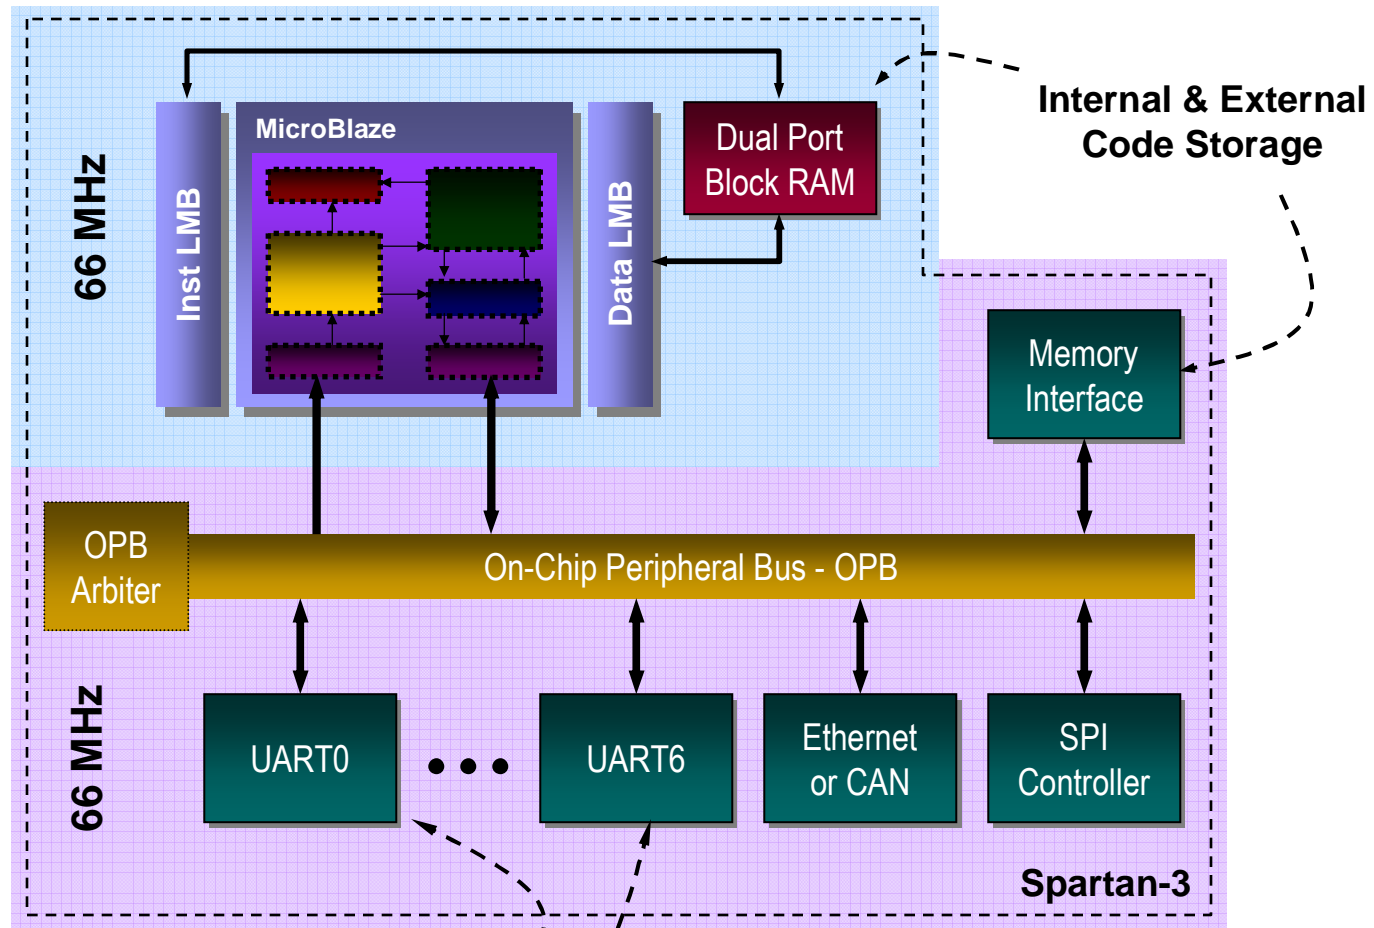 Internal & External
Code Storage
MicroBlaze
Dual Port
Block RAM
66 MHz
Inst LMB
Data LMB
Memory
Interface
OPB
Arbiter
On-Chip Peripheral Bus - OPB
66 MHz
UART0
UART6
Ethernet
or CAN
SPI
Controller
Spartan-3